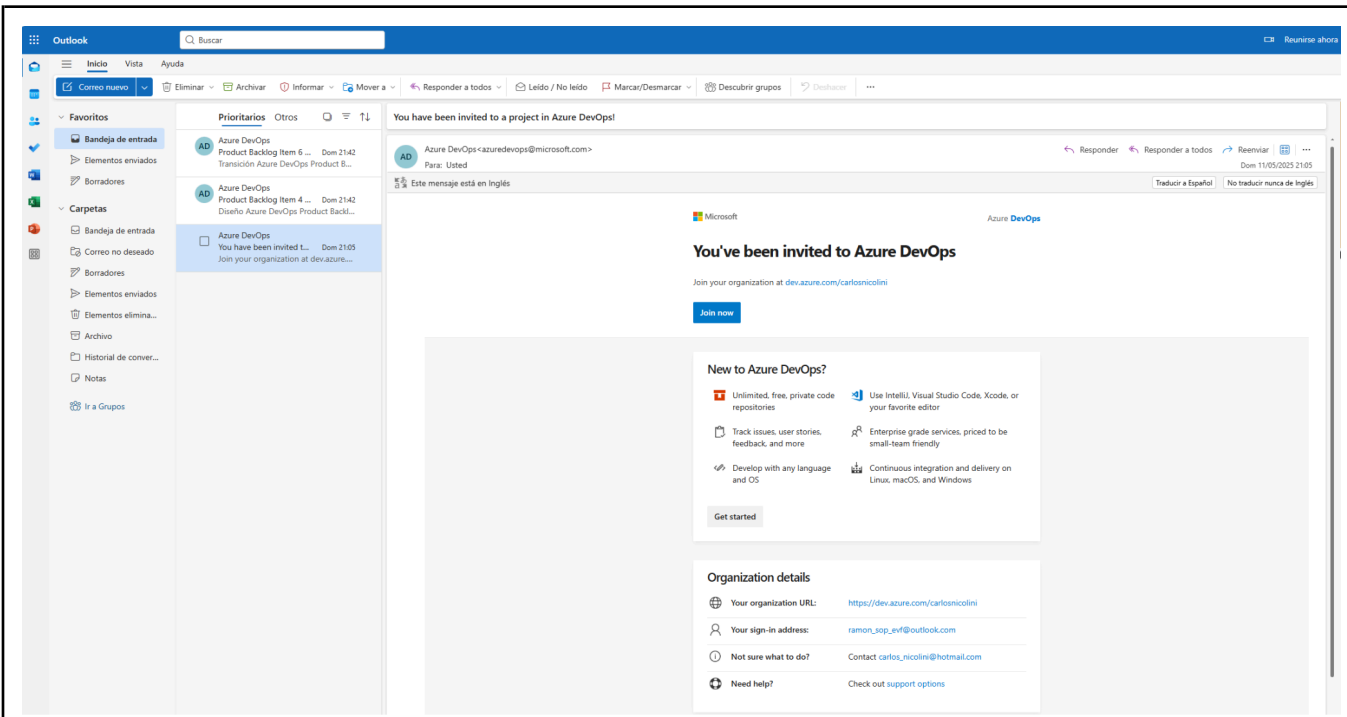 Outlook
Buscar
Reunirse ahora
Inicio Vista Ayuda
Correo nuevo Eliminar Archivar Informar Mover a Responder a todos Leído / No leído Marcar/Desmarcar Descubrir grupos Deshacer ...
Favoritos
Bandeja de entrada
Elementos enviados
Borradores
Carpetas
Bandeja de entrada
Correo no deseado
Borradores
Elementos enviados
Elementos elimina...
Archivo
Historial de conver...
Notas
Ir a Grupos
Prioritarios Otros
AD
Azure DevOps
Product Backlog Item 6 ... Dom 21:42
Transición Azure DevOps Product B...
AD
Azure DevOps
Product Backlog Item 4 ... Dom 21:42
Diseño Azure DevOps Product Backl...
Azure DevOps
You have been invited t... Dom 21:05
Join your organization at dev.azure....
You have been invited to a project in Azure DevOps!
AD
Azure DevOps<azuredevops@microsoft.com>
Para: Usted
Responder Responder a todos Reenviar ...
Dom 11/05/2025 21:05
Este mensaje está en Inglés
Traducir a Español No traducir nunca de Inglés
Microsoft Azure DevOps
You've been invited to Azure DevOps
Join your organization at dev.azure.com/carlosnicolini
Join now
New to Azure DevOps?
Unlimited, free, private code
repositories
Use IntelliJ, Visual Studio Code, Xcode, or
your favorite editor
Track issues, user stories,
feedback, and more
Enterprise grade services, priced to be
small-team friendly
Develop with any language
and OS
Continuous integration and delivery on
Linux, macOS, and Windows
Get started
Organization details
Your organization URL: https://dev.azure.com/carlosnicolini
Your sign-in address: ramon_sop_evf@outlook.com
Not sure what to do? Contact carlos_nicolini@hotmail.com
Need help? Check out support options